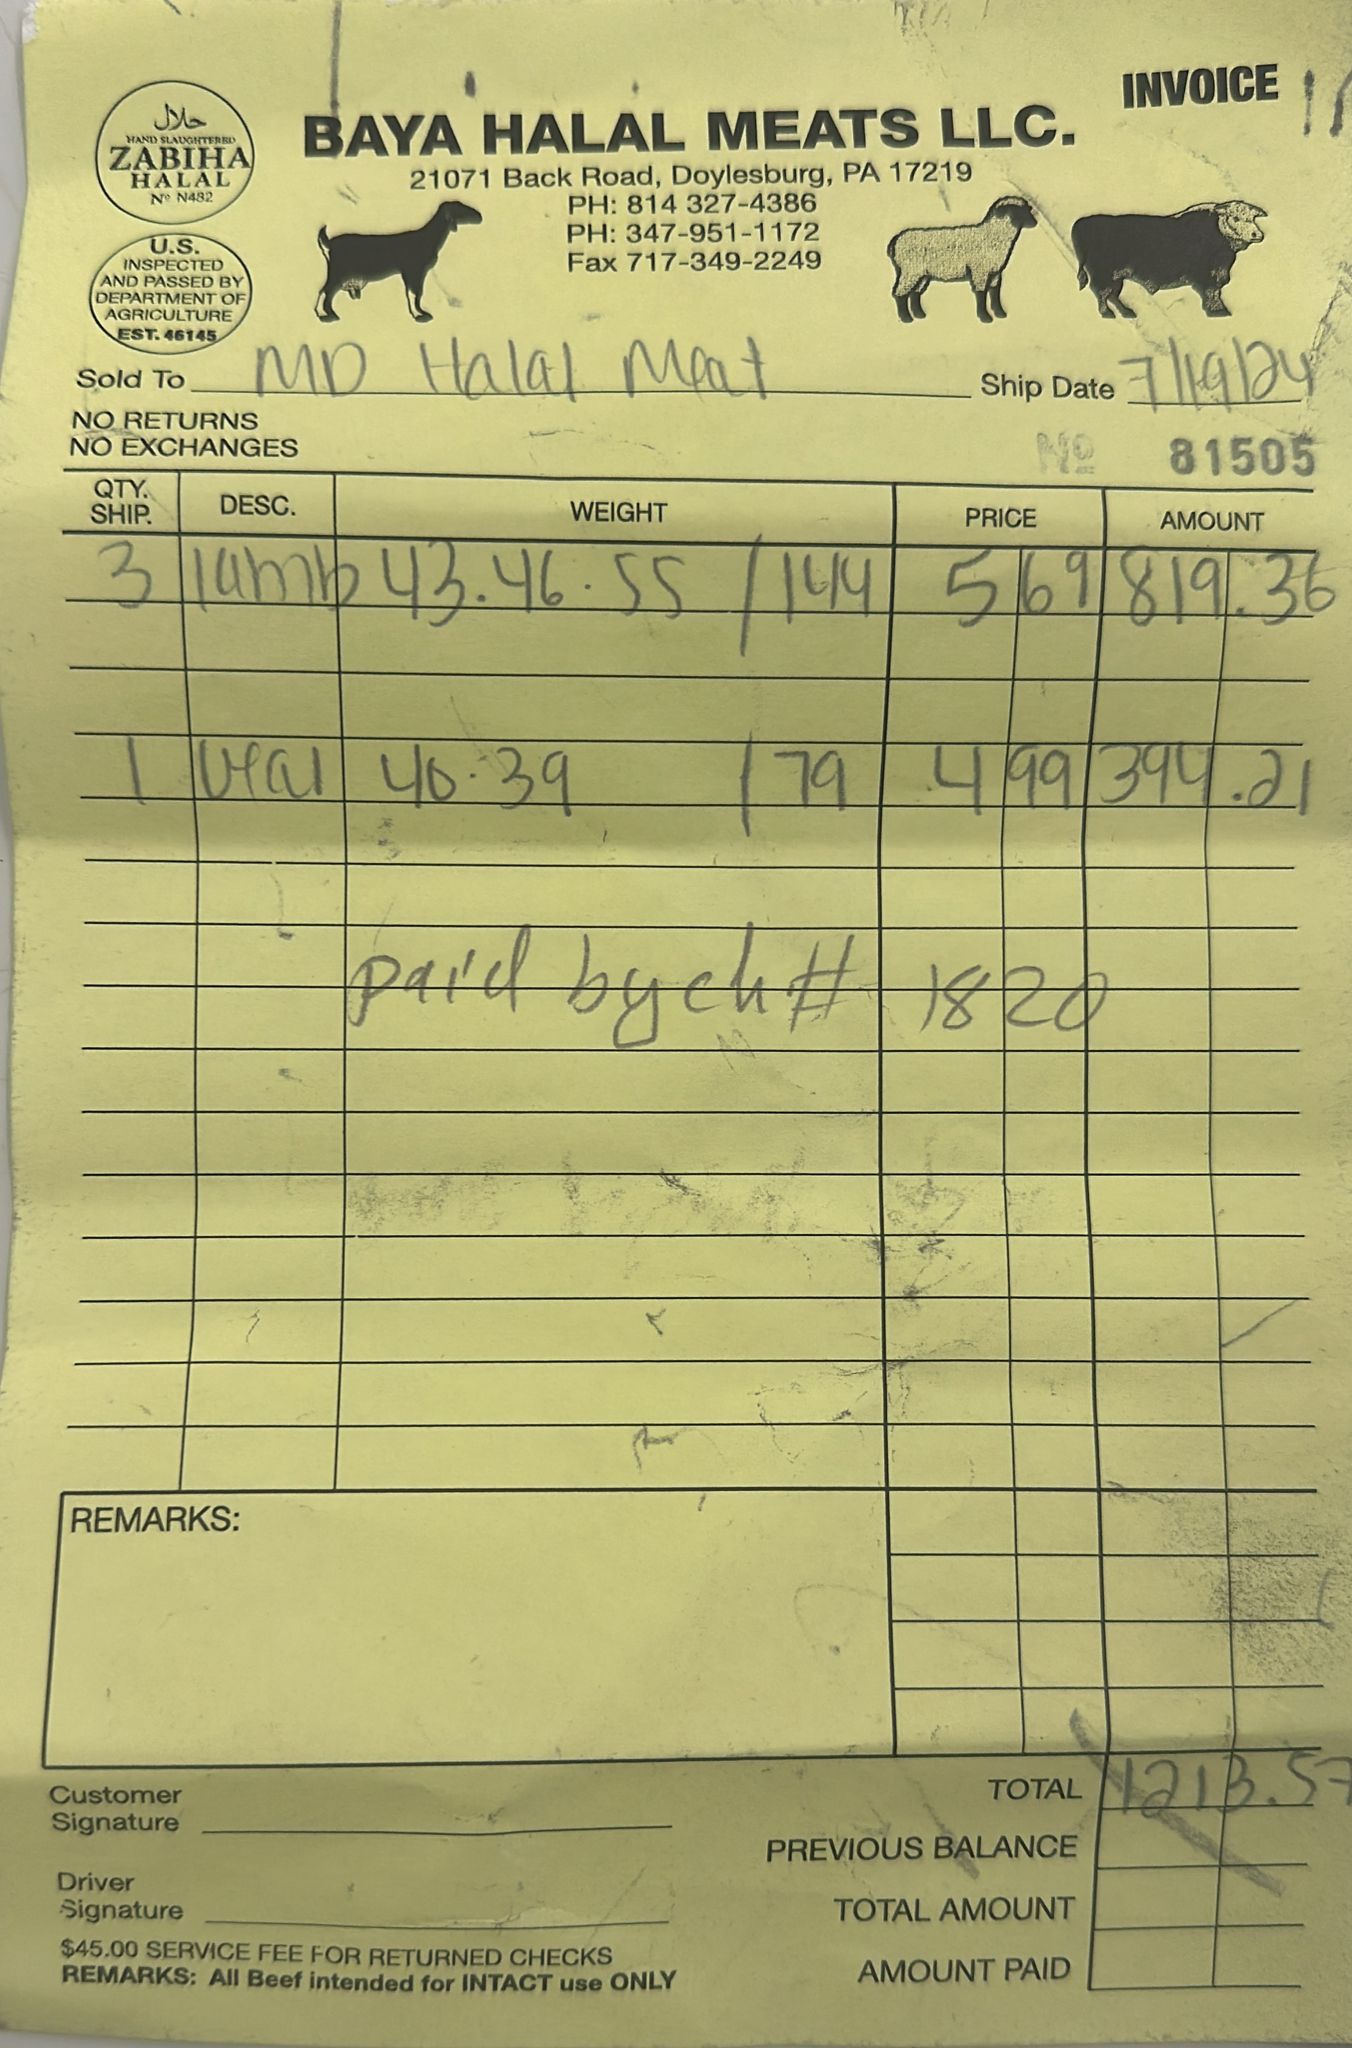 INVOICE
حلال
HAND SLAUGHTERED
ZABIHA
HALAL
Nº N482
BAYA HALAL MEATS LLC.
21071 Back Road, Doylesburg, PA 17219
PH: 814 327-4386
PH: 347-951-1172
Fax 717-349-2249
U.S.
INSPECTED
AND PASSED BY
DEPARTMENT OF
AGRICULTURE
EST. 46145
Sold To MD Halal Meat Ship Date 7/19/24
NO RETURNS
NO EXCHANGES
Nº 81505
QTY. SHIP. DESC. WEIGHT PRICE AMOUNT
3 lamb 43.46.55 /144 5 69 819.36
1 Veal 40.39 /79 4 99 394.21
paid by ch # 1820
REMARKS:
Customer Signature
TOTAL 1213.57
PREVIOUS BALANCE
Driver Signature
TOTAL AMOUNT
$45.00 SERVICE FEE FOR RETURNED CHECKS
AMOUNT PAID
REMARKS: All Beef intended for INTACT use ONLY